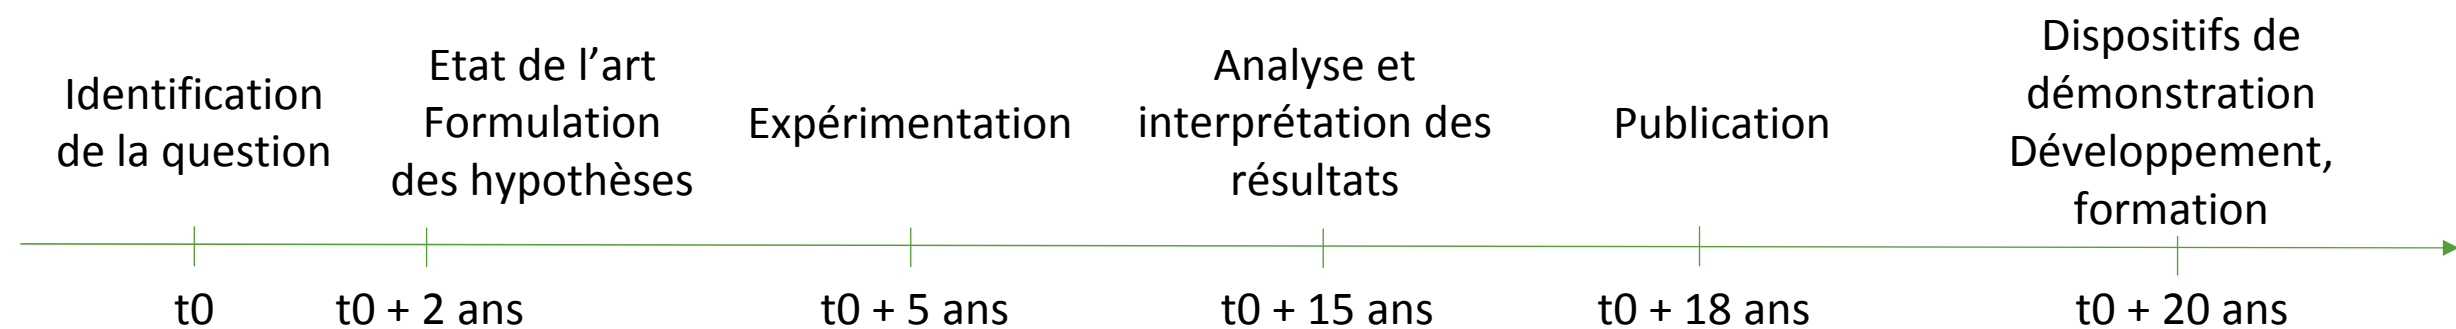 Identification
de la question
Etat de l’art
Formulation
des hypothèses
Expérimentation
Analyse et
interprétation des
résultats
Publication
Dispositifs de
démonstration
Développement,
formation
t0
t0 + 2 ans
t0 + 5 ans
t0 + 15 ans
t0 + 18 ans
t0 + 20 ans